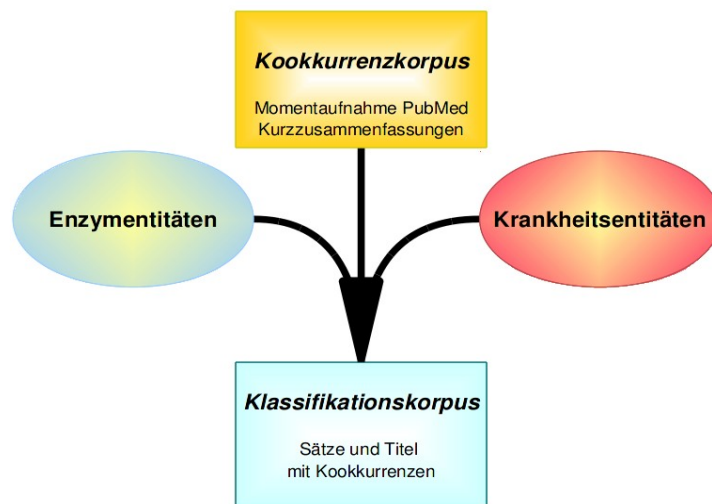 Kookkurrenzkorpus
Momentaufnahme PubMed
Kurzzusammenfassungen
Enzymentitäten
Krankheitsentitäten
Klassifikationskorpus
Sätze und Titel
mit Kookkurrenzen